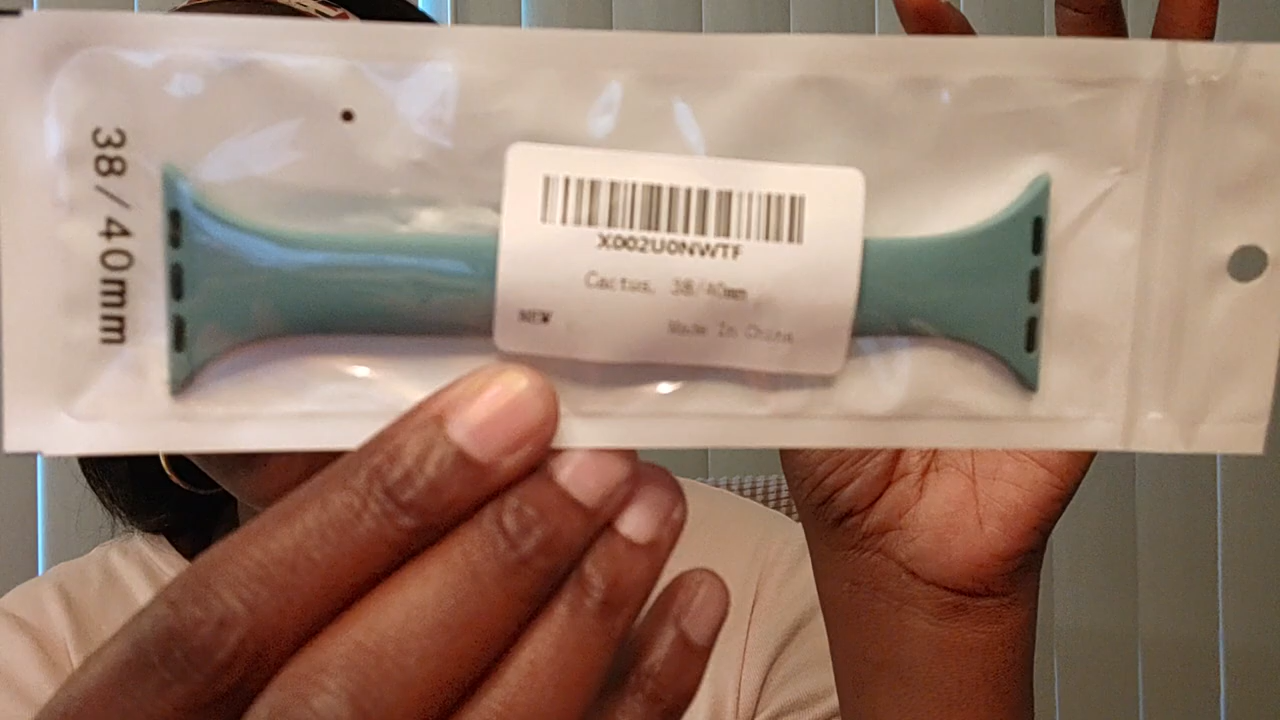 38/40mm
X002U0NWTF
Cactus, 38/40mm
NEW
Made In China